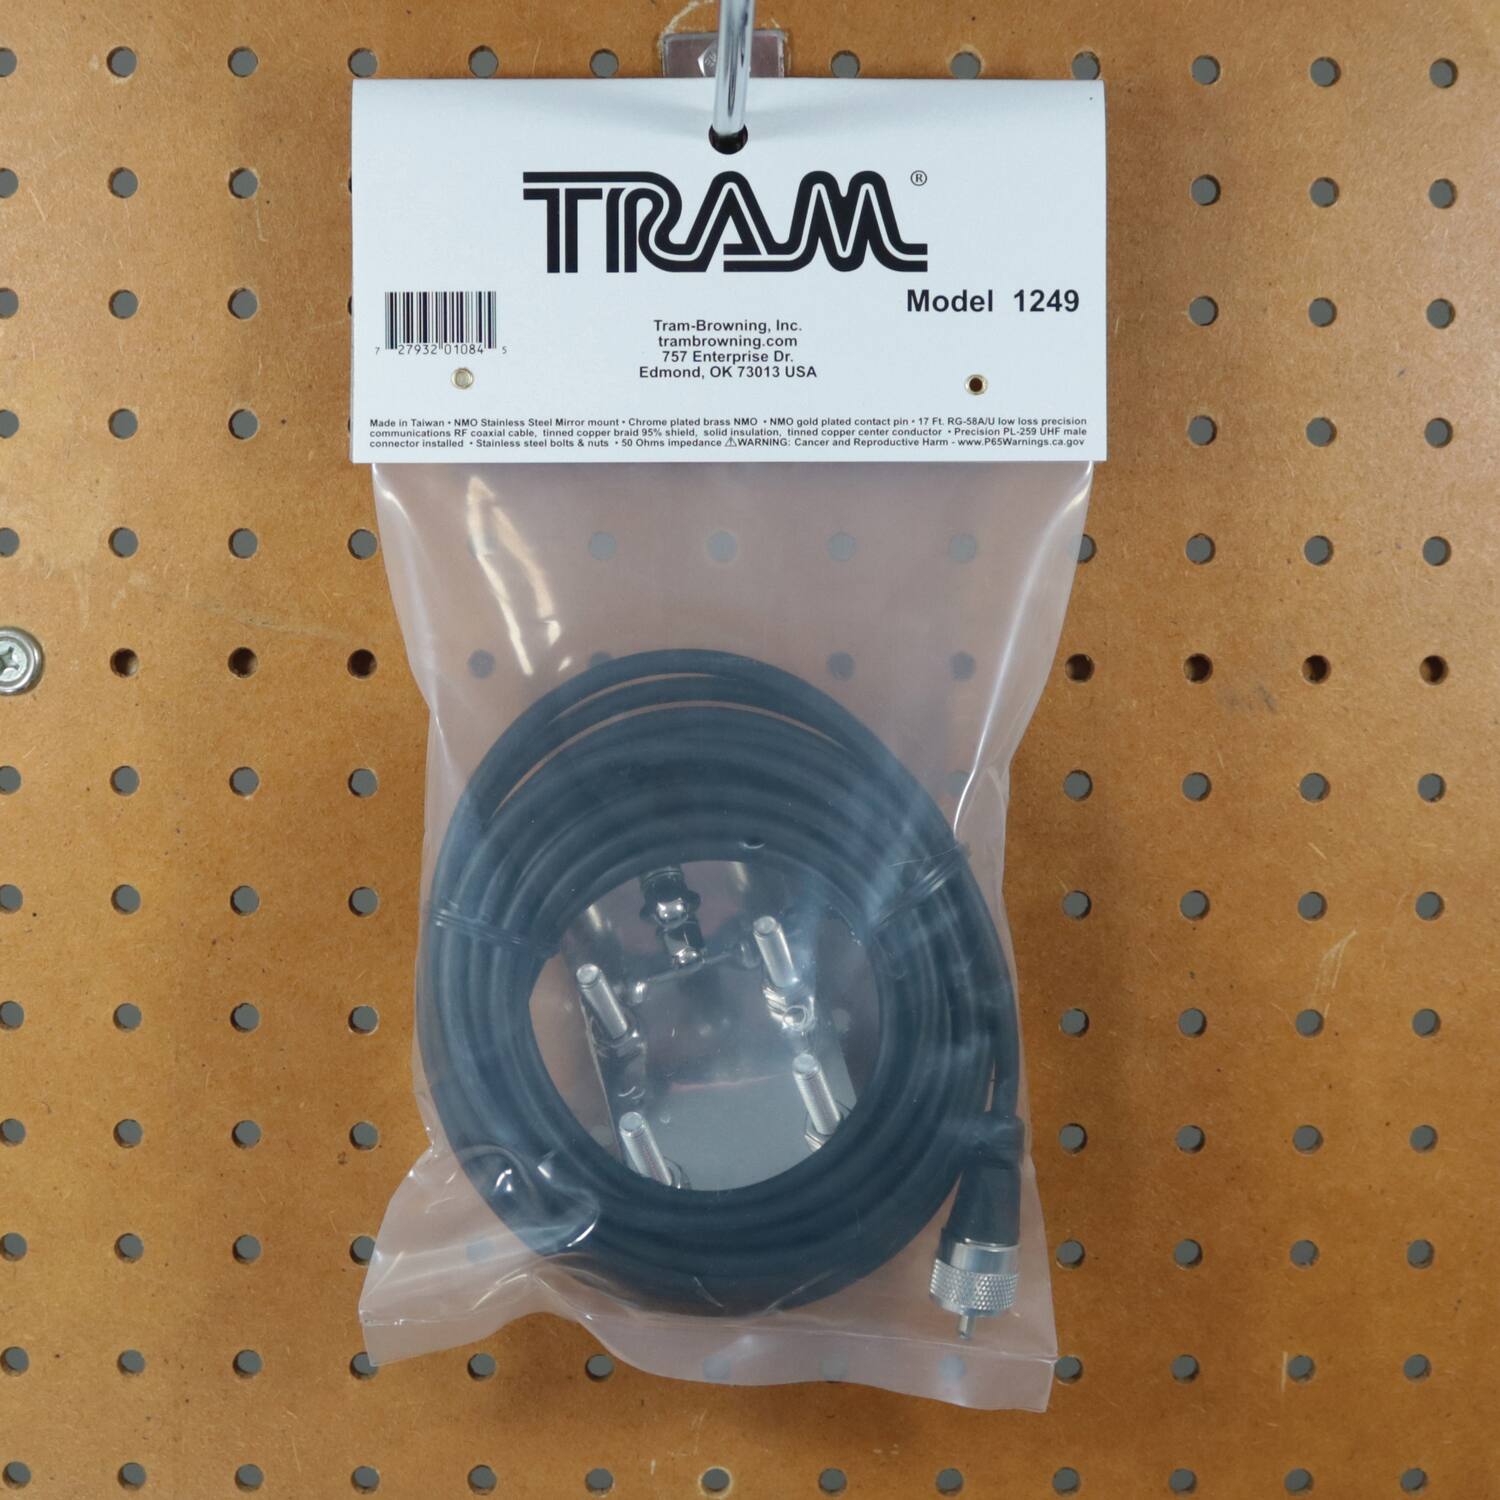 TRAM®
Model 1249
7 27932 01084 5
Tram-Browning, Inc.
trambrowning.com
757 Enterprise Dr.
Edmond, OK 73013 USA
Made in Taiwan • NMO Stainless Steel Mirror mount • Chrome plated brass NMO • NMO gold plated contact pin • 17 Ft. RG-58A/U low loss precision
communications RF coaxial cable, tinned copper braid 95% shield, solid insulation, tinned copper center conductor • Precision PL-259 UHF male
connector installed • Stainless steel bolts & nuts • 50 Ohms impedance ⚠WARNING: Cancer and Reproductive Harm - www.P65Warnings.ca.gov